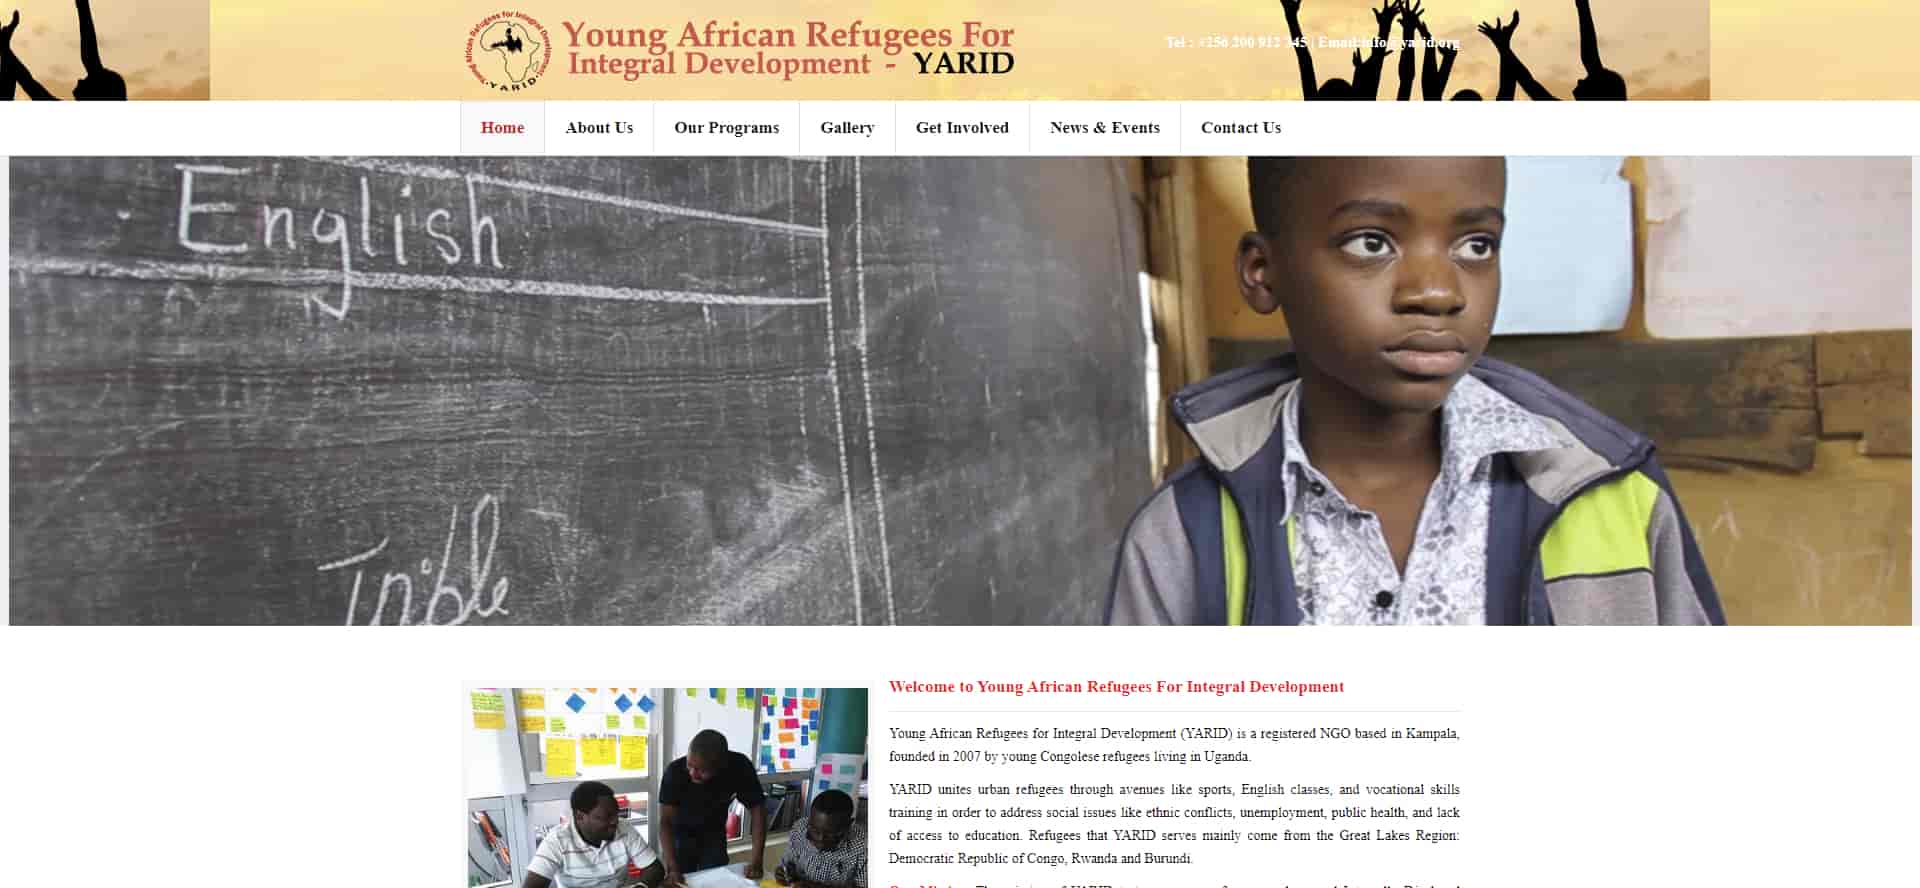 Young African Refugees for Integral Development
YARID
Young African Refugees For
Integral Development - YARID
Tel : +256 200 912 345 | Email:info@yarid.org
Home
About Us
Our Programs
Gallery
Get Involved
News & Events
Contact Us
English
Trible
Welcome to Young African Refugees For Integral Development
Young African Refugees for Integral Development (YARID) is a registered NGO based in Kampala,
founded in 2007 by young Congolese refugees living in Uganda.
YARID unites urban refugees through avenues like sports, English classes, and vocational skills
training in order to address social issues like ethnic conflicts, unemployment, public health, and lack
of access to education. Refugees that YARID serves mainly come from the Great Lakes Region:
Democratic Republic of Congo, Rwanda and Burundi.